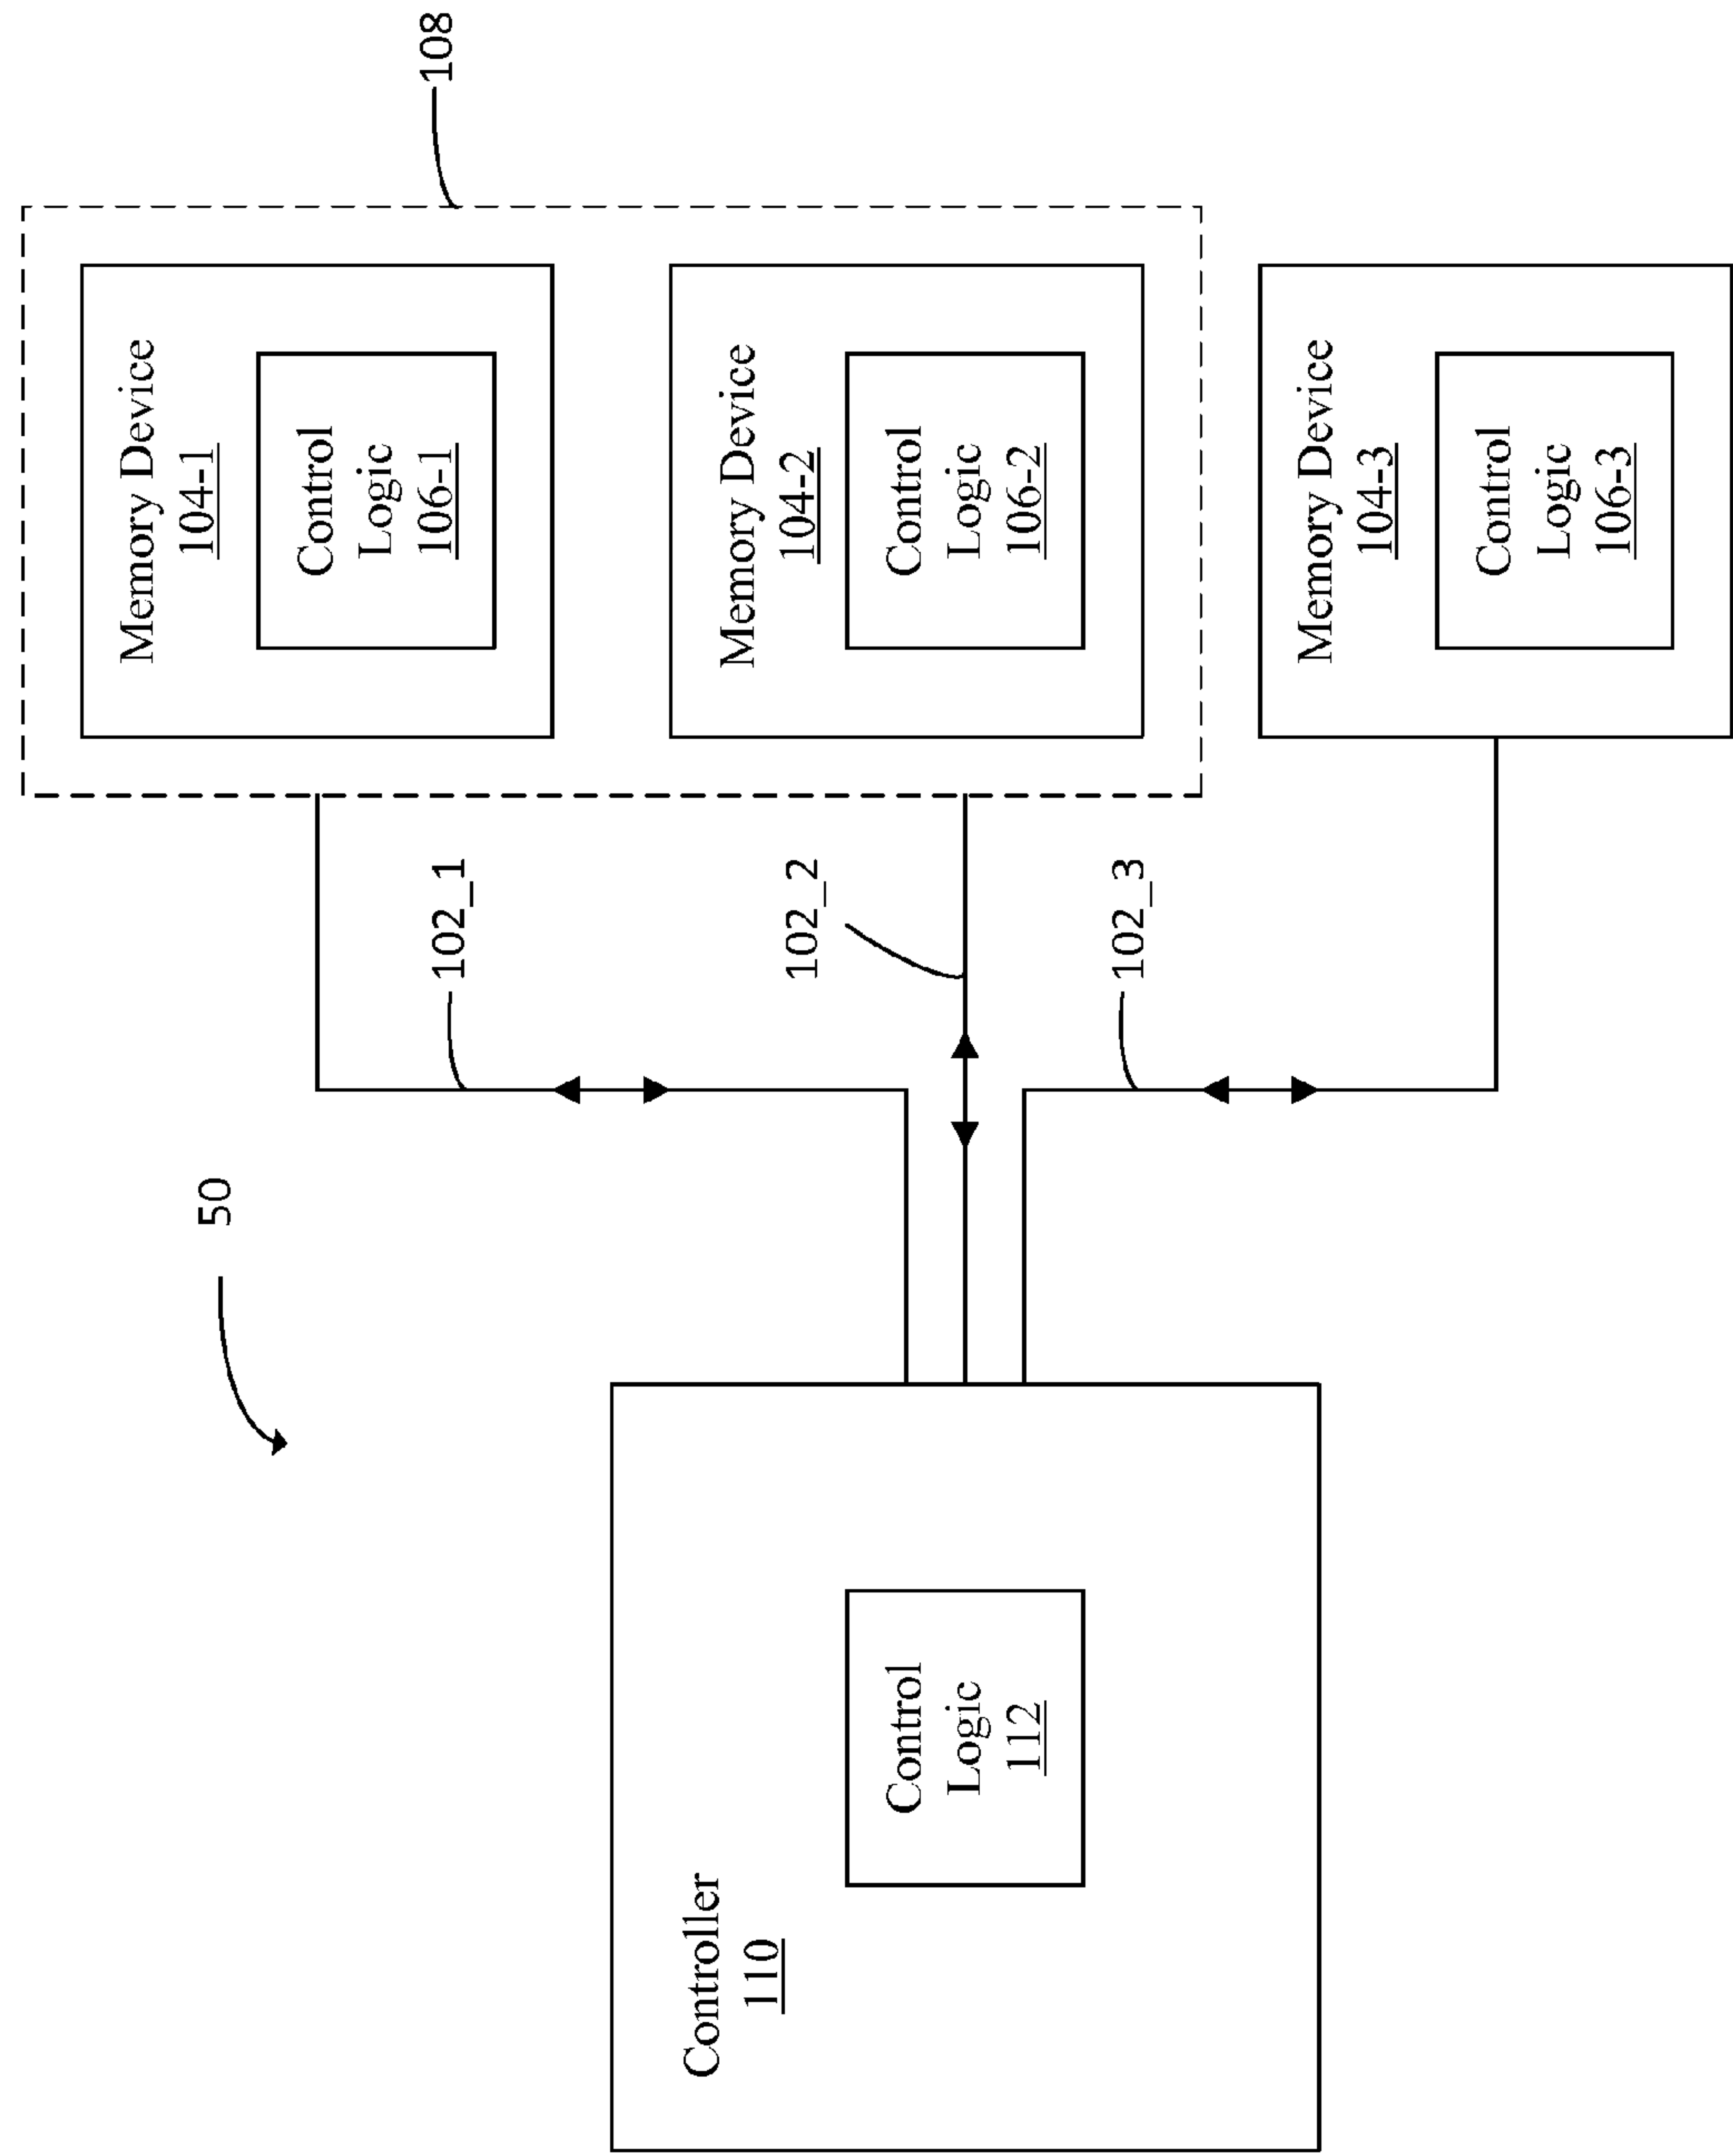 50
Controller
110
Control
Logic
112
102_1
102_2
102_3
Memory Device
104-1
Control
Logic
106-1
108
Memory Device
104-2
Control
Logic
106-2
Memory Device
104-3
Control
Logic
106-3